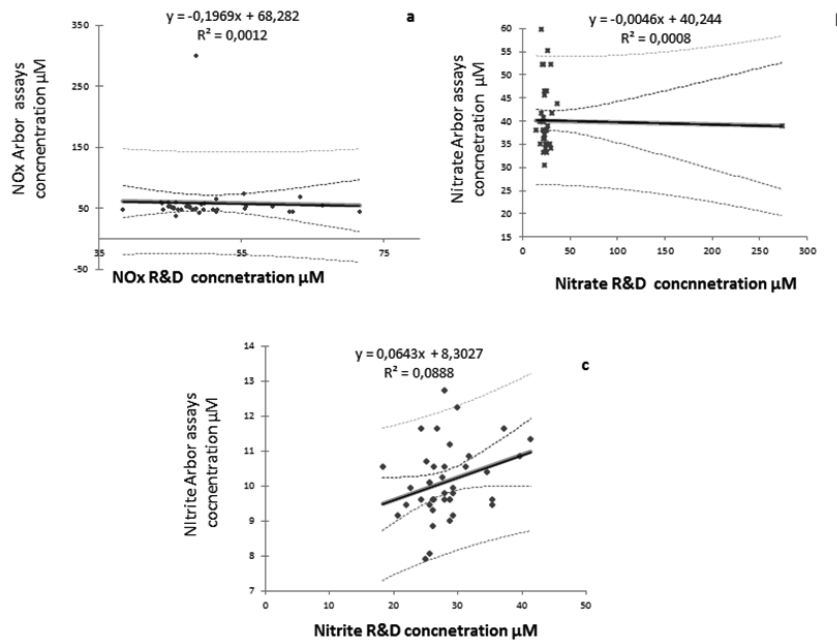 y = -0,1969x + 68,282
R² = 0,0012
a
NOx Arbor assays
concnentration µM
350
250
150
50
-50
35
55
75
NOx R&D concnetration µM
y = -0,0046x + 40,244
R² = 0,0008
Nitrate Arbor assays
concnetration µM
60
55
50
45
40
35
30
25
20
15
0
50
100
150
200
250
300
Nitrate R&D concnnetration µM
y = 0,0643x + 8,3027
R² = 0,0888
c
NItrite Arbor assays
cocnentration µM
14
13
12
11
10
9
8
7
0
10
20
30
40
50
Nitrite R&D concnetration µM